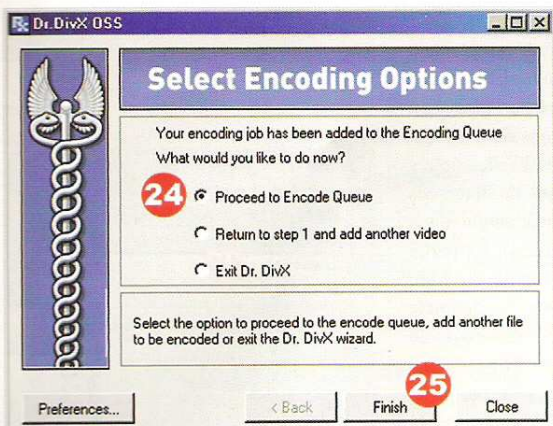 Dr.DivX OSS
Select Encoding Options
Your encoding job has been added to the Encoding Queue
What would you like to do now?
24 Proceed to Encode Queue
Return to step 1 and add another video
Exit Dr. DivX
Select the option to proceed to the encode queue, add another file
to be encoded or exit the Dr. DivX wizard.
25
Preferences... < Back Finish Close